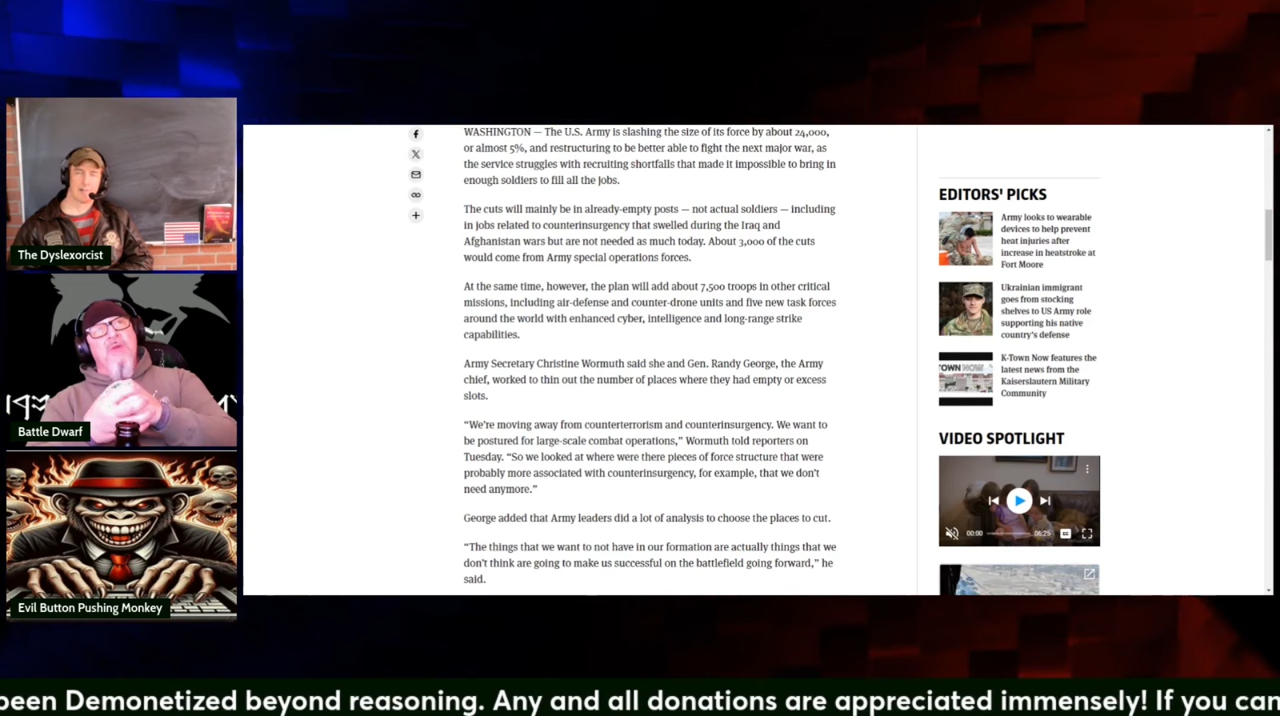 The Dyslexorcist
Battle Dwarf
Evil Button Pushing Monkey
WASHINGTON — The U.S. Army is slashing the size of its force by about 24,000,
or almost 5%, and restructuring to be better able to fight the next major war, as
the service struggles with recruiting shortfalls that made it impossible to bring in
enough soldiers to fill all the jobs.
The cuts will mainly be in already-empty posts — not actual soldiers — including
in jobs related to counterinsurgency that swelled during the Iraq and
Afghanistan wars but are not needed as much today. About 3,000 of the cuts
would come from Army special operations forces.
At the same time, however, the plan will add about 7,500 troops in other critical
missions, including air-defense and counter-drone units and five new task forces
around the world with enhanced cyber, intelligence and long-range strike
capabilities.
Army Secretary Christine Wormuth said she and Gen. Randy George, the Army
chief, worked to thin out the number of places where they had empty or excess
slots.
“We’re moving away from counterterrorism and counterinsurgency. We want to
be postured for large-scale combat operations,” Wormuth told reporters on
Tuesday. “So we looked at where were there pieces of force structure that were
probably more associated with counterinsurgency, for example, that we don’t
need anymore.”
George added that Army leaders did a lot of analysis to choose the places to cut.
“The things that we want to not have in our formation are actually things that we
don’t think are going to make us successful on the battlefield going forward,” he
said.
EDITORS' PICKS
Army looks to wearable
devices to help prevent
heat injuries after
increase in heatstroke at
Fort Moore
Ukrainian immigrant
goes from stocking
shelves to US Army role
supporting his native
country’s defense
K-Town Now features the
latest news from the
Kaiserslautern Military
Community
VIDEO SPOTLIGHT
00:00
06:25
been Demonetized beyond reasoning. Any and all donations are appreciated immensely! If you can